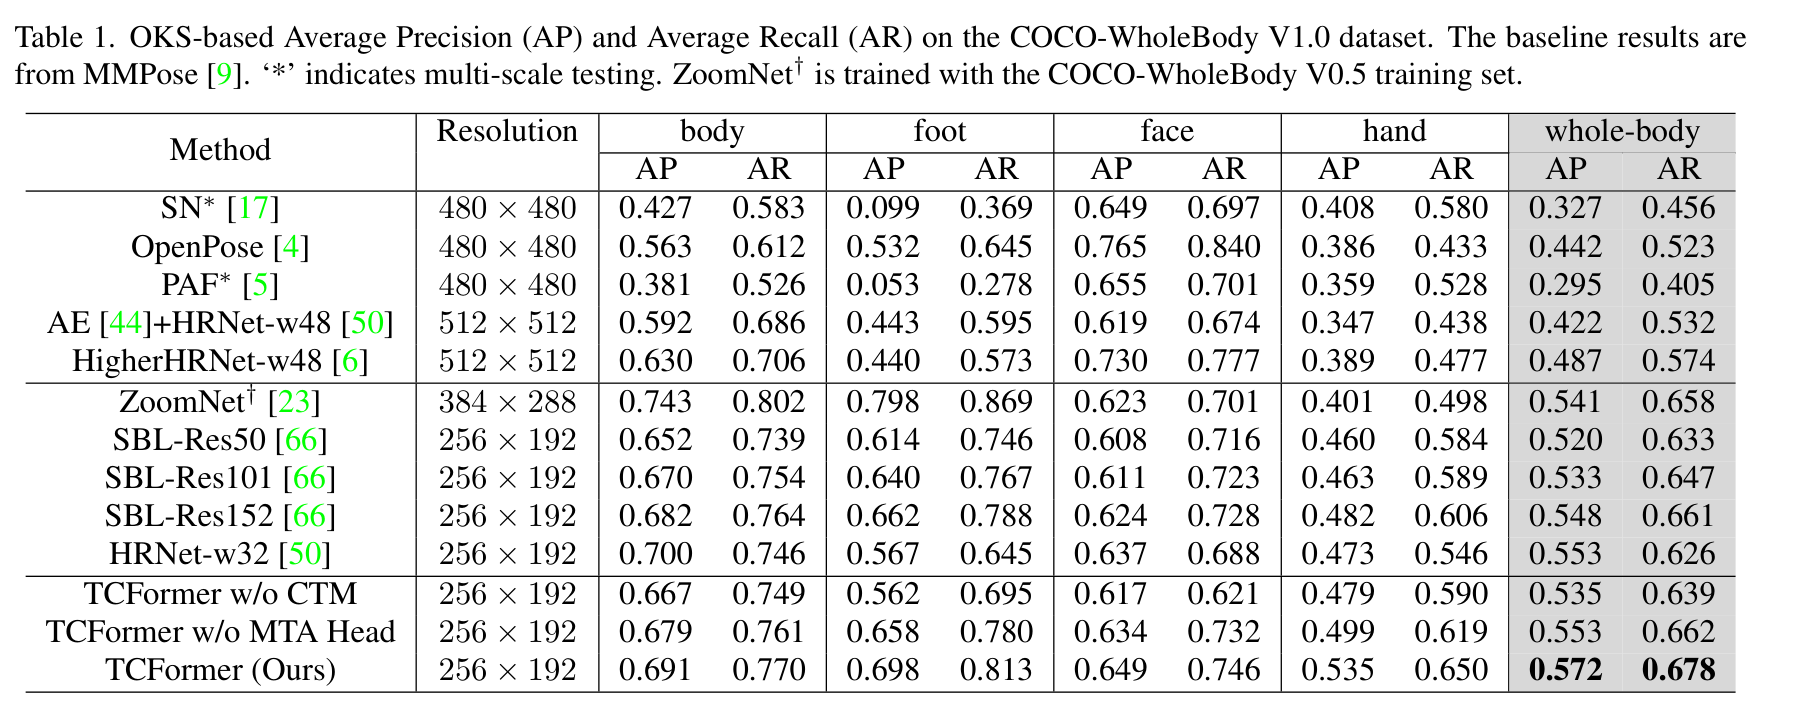 Table 1. OKS-based Average Precision (AP) and Average Recall (AR) on the COCO-WholeBody V1.0 dataset. The baseline results are
from MMPose [9]. ‘*’ indicates multi-scale testing. ZoomNet† is trained with the COCO-WholeBody V0.5 training set.
Method Resolution body foot face hand whole-body
AP AR AP AR AP AR AP AR AP AR
SN* [17] 480 × 480 0.427 0.583 0.099 0.369 0.649 0.697 0.408 0.580 0.327 0.456
OpenPose [4] 480 × 480 0.563 0.612 0.532 0.645 0.765 0.840 0.386 0.433 0.442 0.523
PAF* [5] 480 × 480 0.381 0.526 0.053 0.278 0.655 0.701 0.359 0.528 0.295 0.405
AE [44]+HRNet-w48 [50] 512 × 512 0.592 0.686 0.443 0.595 0.619 0.674 0.347 0.438 0.422 0.532
HigherHRNet-w48 [6] 512 × 512 0.630 0.706 0.440 0.573 0.730 0.777 0.389 0.477 0.487 0.574
ZoomNet† [23] 384 × 288 0.743 0.802 0.798 0.869 0.623 0.701 0.401 0.498 0.541 0.658
SBL-Res50 [66] 256 × 192 0.652 0.739 0.614 0.746 0.608 0.716 0.460 0.584 0.520 0.633
SBL-Res101 [66] 256 × 192 0.670 0.754 0.640 0.767 0.611 0.723 0.463 0.589 0.533 0.647
SBL-Res152 [66] 256 × 192 0.682 0.764 0.662 0.788 0.624 0.728 0.482 0.606 0.548 0.661
HRNet-w32 [50] 256 × 192 0.700 0.746 0.567 0.645 0.637 0.688 0.473 0.546 0.553 0.626
TCFormer w/o CTM 256 × 192 0.667 0.749 0.562 0.695 0.617 0.621 0.479 0.590 0.535 0.639
TCFormer w/o MTA Head 256 × 192 0.679 0.761 0.658 0.780 0.634 0.732 0.499 0.619 0.553 0.662
TCFormer (Ours) 256 × 192 0.691 0.770 0.698 0.813 0.649 0.746 0.535 0.650 0.572 0.678